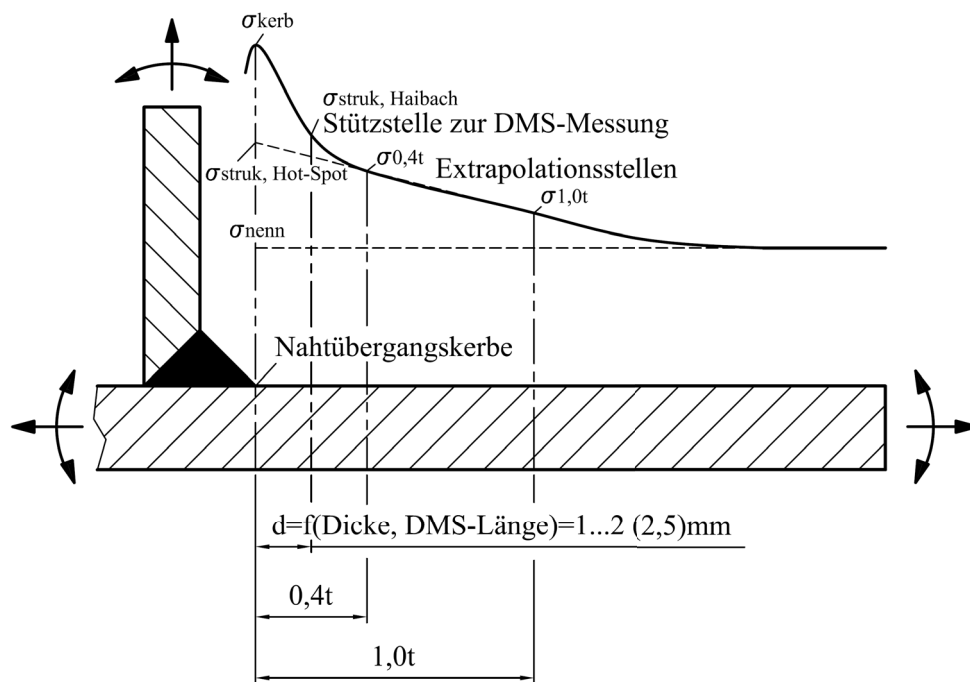 σkerb
σstruk, Haibach
Stützstelle zur DMS-Messung
σ0,4t
Extrapolationsstellen
σstruk, Hot-Spot
σ1,0t
σnenn
Nahtübergangskerbe
d=f(Dicke, DMS-Länge)=1...2 (2,5)mm
0,4t
1,0t